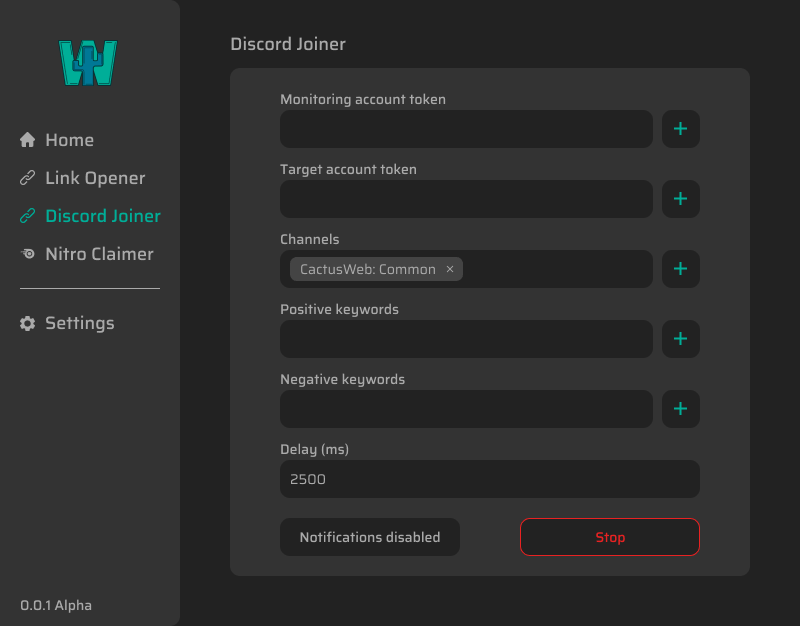 Discord Joiner
Home
Link Opener
Discord Joiner
Nitro Claimer
Settings
0.0.1 Alpha
Monitoring account token
Target account token
Channels
CactusWeb: Common ×
Positive keywords
Negative keywords
Delay (ms)
2500
Notifications disabled
Stop